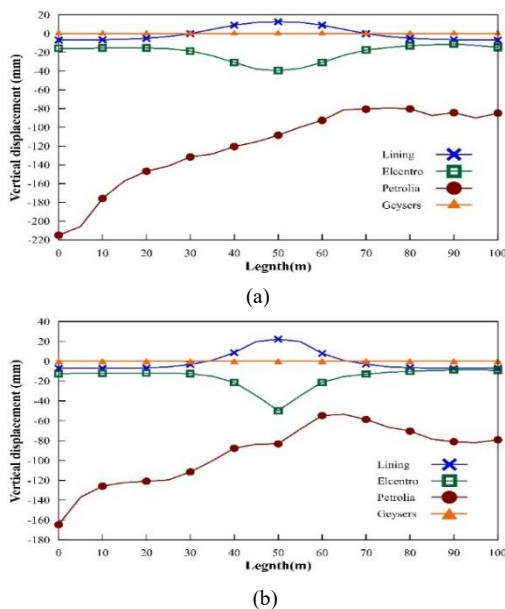 20
0
-20
-40
-60
-80
-100
-120
-140
-160
-180
-200
-220
Vertical displacement (mm)
Lining
Elcentro
Petrolia
Geysers
0 10 20 30 40 50 60 70 80 90 100
Legnth(m)
(a)
40
20
0
-20
-40
-60
-80
-100
-120
-140
-160
-180
Vertical displacement (mm)
Lining
Elcentro
Petrolia
Geysers
0 10 20 30 40 50 60 70 80 90 100
Legnth(m)
(b)